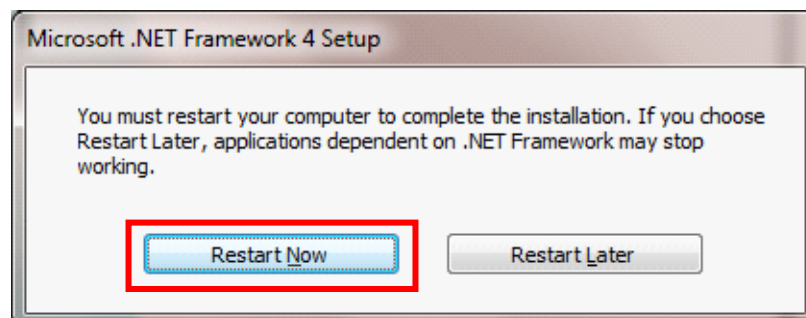 Microsoft .NET Framework 4 Setup
You must restart your computer to complete the installation. If you choose
Restart Later, applications dependent on .NET Framework may stop
working.
Restart Now
Restart Later